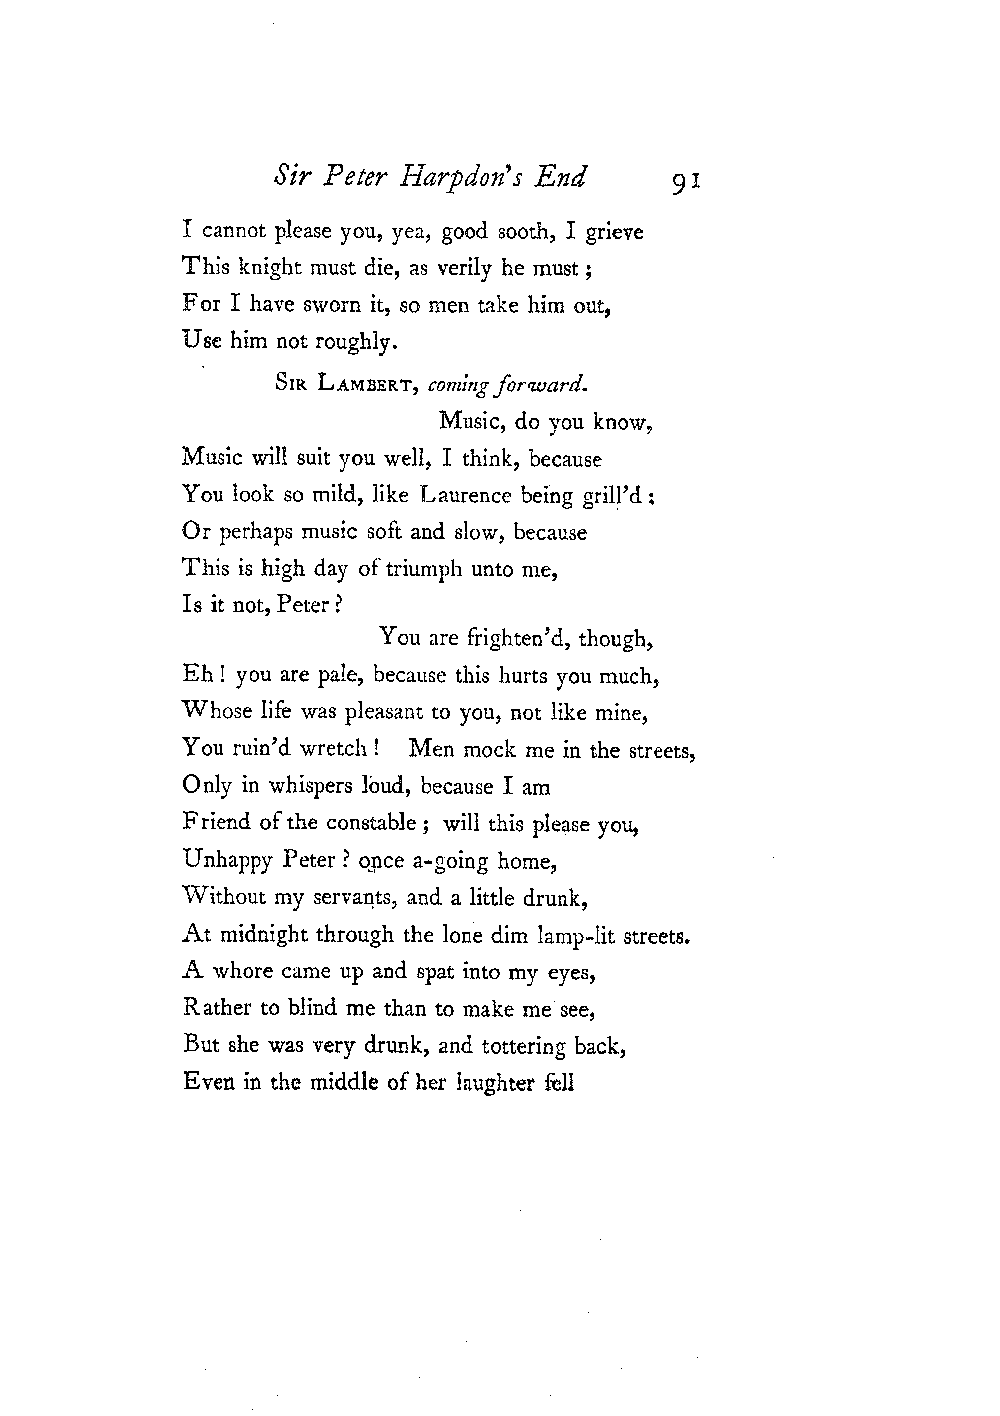 Sir Peter Harpdon's End 91
I cannot please you, yea, good sooth, I grieve
This knight must die, as verily he must ;
For I have sworn it, so men take him out,
Use him not roughly.
Sir Lambert, coming forward.
Music, do you know,
Music will suit you well, I think, because
You look so mild, like Laurence being grill'd ;
Or perhaps music soft and slow, because
This is high day of triumph unto me,
Is it not, Peter ?
You are frighten'd, though,
Eh ! you are pale, because this hurts you much,
Whose life was pleasant to you, not like mine,
You ruin'd wretch ! Men mock me in the streets,
Only in whispers loud, because I am
Friend of the constable ; will this please you,
Unhappy Peter ? once a-going home,
Without my servants, and a little drunk,
At midnight through the lone dim lamp-lit streets.
A whore came up and spat into my eyes,
Rather to blind me than to make me see,
But she was very drunk, and tottering back,
Even in the middle of her laughter fell